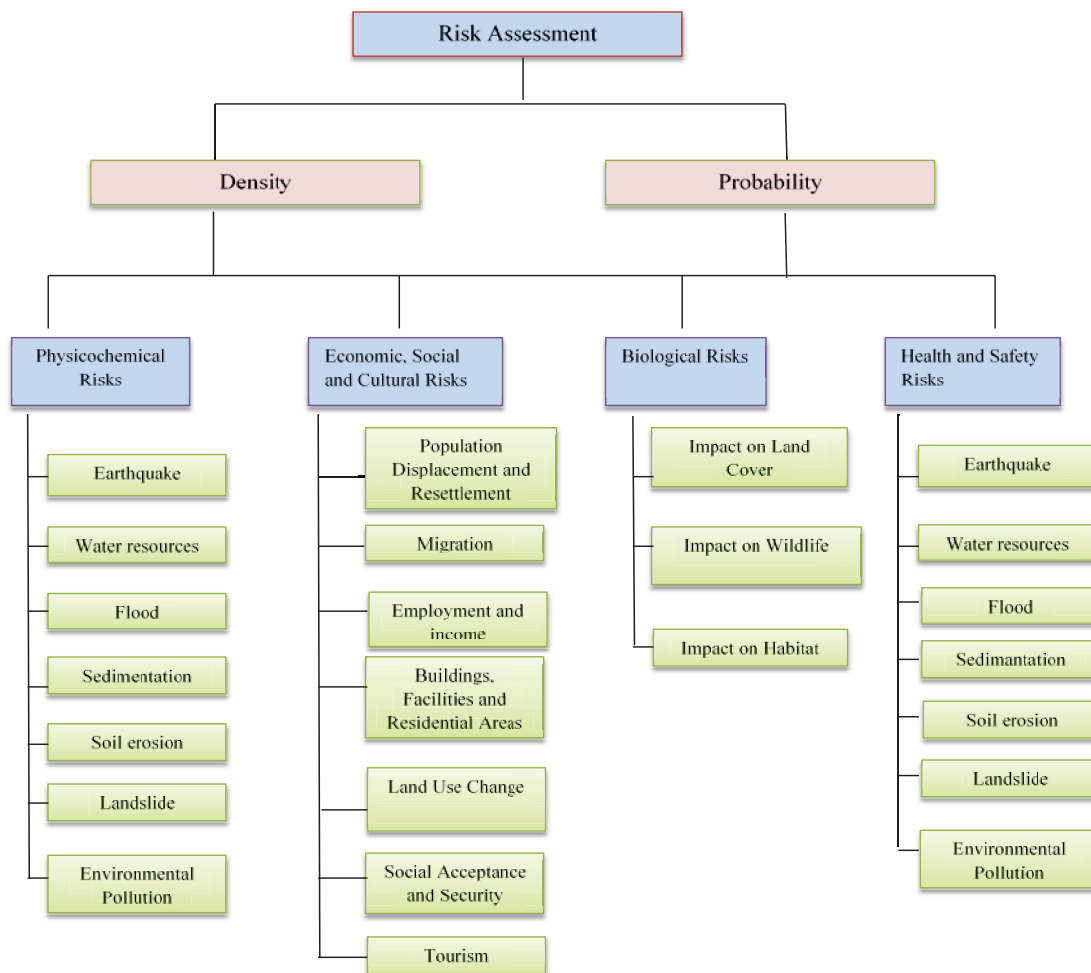 Risk Assessment
Density
Probability
Physicochemical
Risks
Economic, Social
and Cultural Risks
Biological Risks
Health and Safety
Risks
Earthquake
Water resources
Flood
Sedimentation
Soil erosion
Landslide
Environmental
Pollution
Population
Displacement and
Resettlement
Migration
Employment and
income
Buildings,
Facilities and
Residential Areas
Land Use Change
Social Acceptance
and Security
Tourism
Impact on Land
Cover
Impact on Wildlife
Impact on Habitat
Earthquake
Water resources
Flood
Sedimantation
Soil erosion
Landslide
Environmental
Pollution